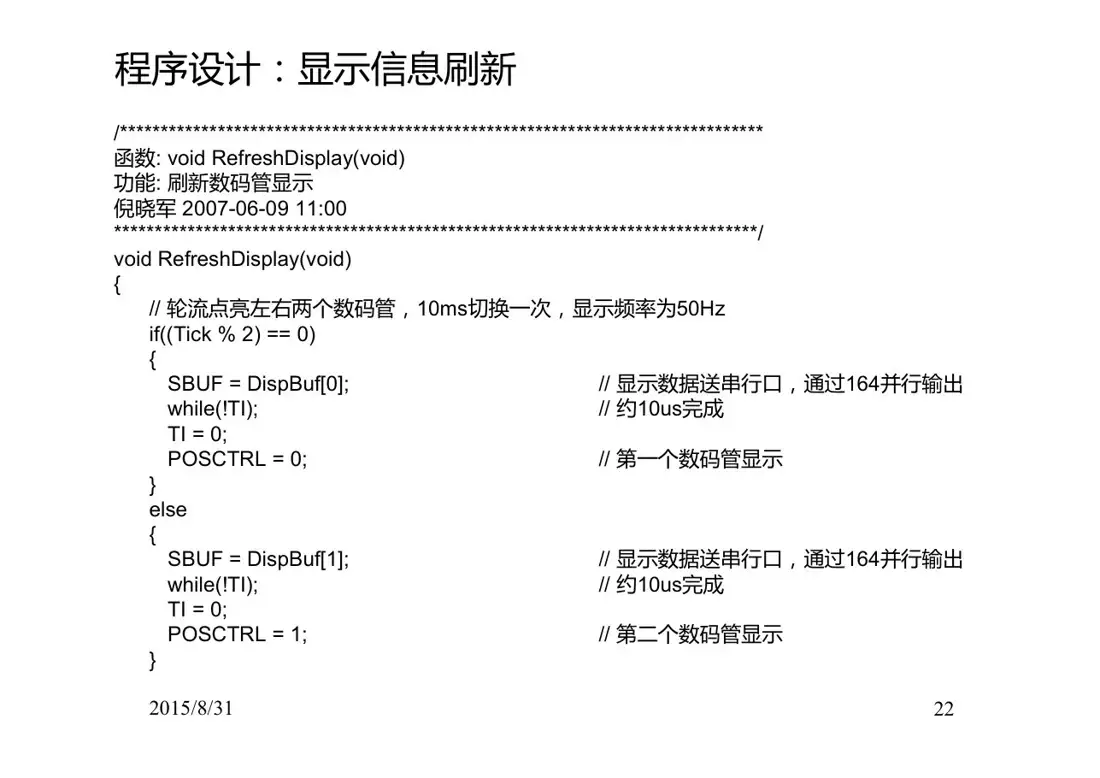 程序设计：显示信息刷新
/*******************************************************************************
函数: void RefreshDisplay(void)
功能: 刷新数码管显示
倪晓军 2007-06-09 11:00
*******************************************************************************/
void RefreshDisplay(void)
{
// 轮流点亮左右两个数码管，10ms切换一次，显示频率为50Hz
if((Tick % 2) == 0)
{
SBUF = DispBuf[0]; // 显示数据送串行口，通过164并行输出
while(!TI); // 约10us完成
TI = 0;
POSCTRL = 0; // 第一个数码管显示
}
else
{
SBUF = DispBuf[1]; // 显示数据送串行口，通过164并行输出
while(!TI); // 约10us完成
TI = 0;
POSCTRL = 1; // 第二个数码管显示
}
2015/8/31 22